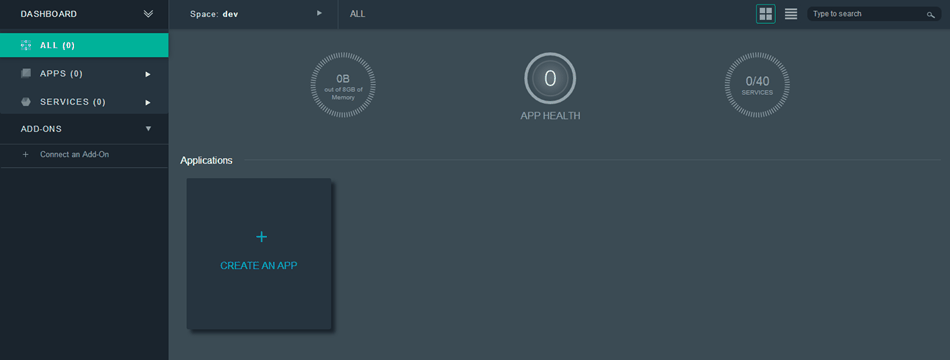 DASHBOARD
Space: dev
ALL
Type to search
ALL (0)
APPS (0)
SERVICES (0)
ADD-ONS
Connect an Add-On
0B
out of 8GB of
Memory
0
APP HEALTH
0/40
SERVICES
Applications
CREATE AN APP